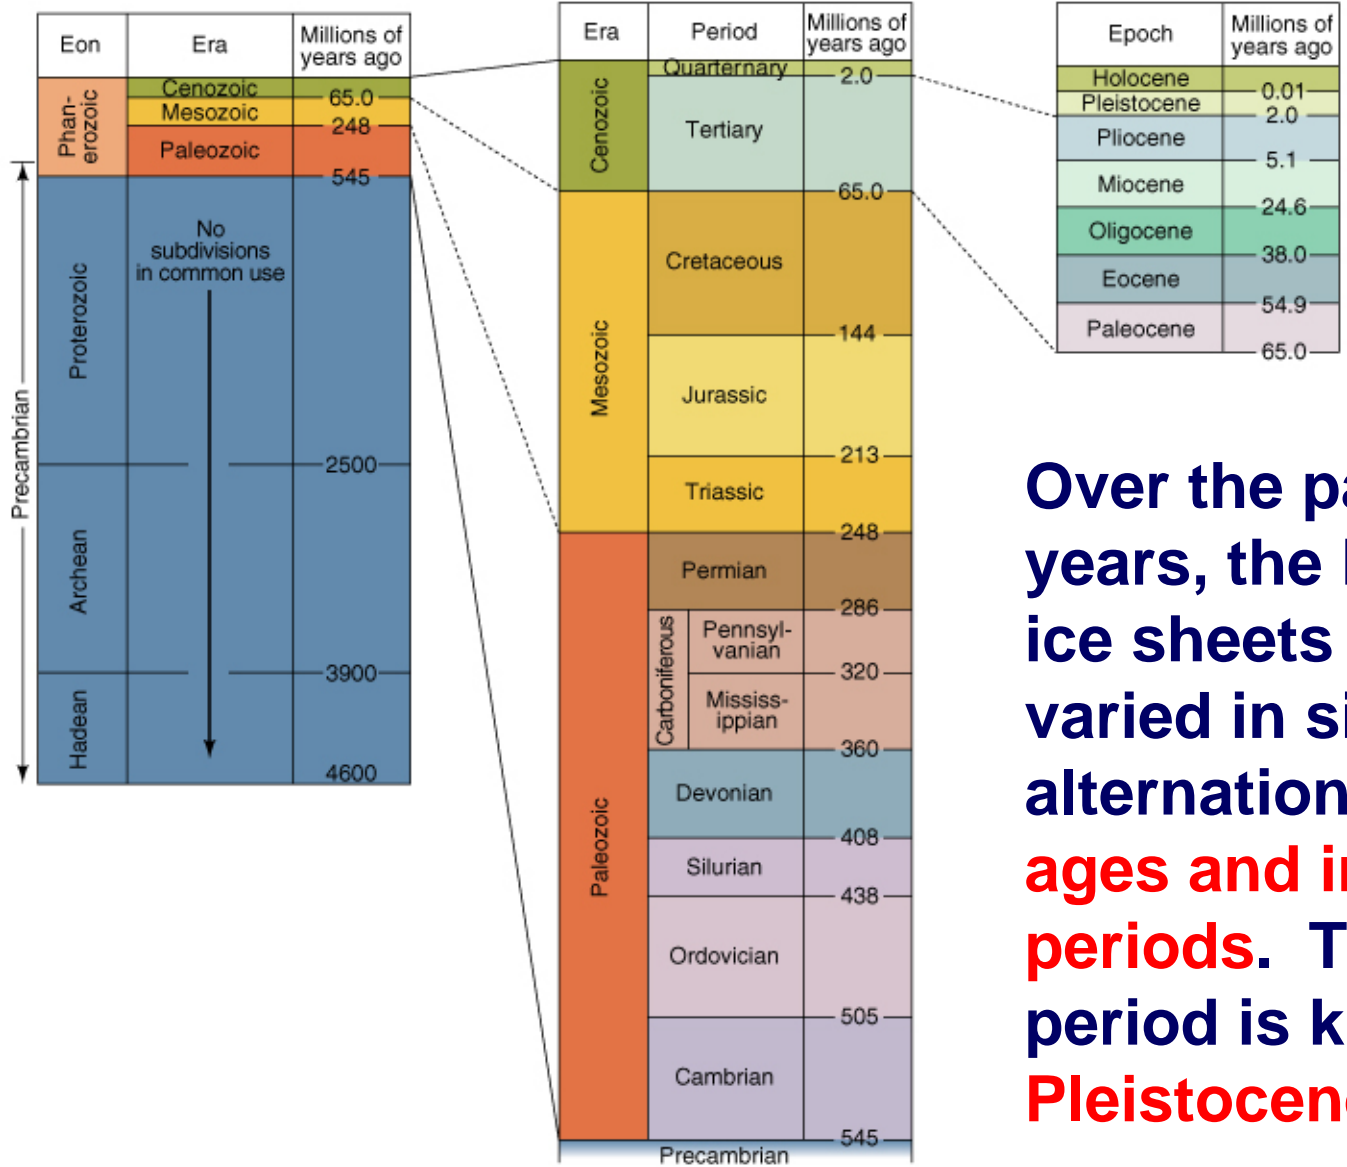 Eon
Era
Millions of
years ago
Phan-
erozoic
Cenozoic
65.0
Mesozoic
248
Paleozoic
545
Precambrian
Proterozoic
No
subdivisions
in common use
2500
Archean
3900
Hadean
4600
Era
Period
Millions of
years ago
Cenozoic
Quarternary
2.0
Tertiary
65.0
Mesozoic
Cretaceous
144
Jurassic
213
Triassic
248
Paleozoic
Permian
286
Carboniferous
Pennsyl-
vanian
320
Mississ-
ippian
360
Devonian
408
Silurian
438
Ordovician
505
Cambrian
545
Precambrian
Epoch
Millions of
years ago
Holocene
0.01
Pleistocene
2.0
Pliocene
5.1
Miocene
24.6
Oligocene
38.0
Eocene
54.9
Paleocene
65.0
Over the
years, the
ice sheets
varied in
alternation
ages and
periods.
period is
Pleistocene